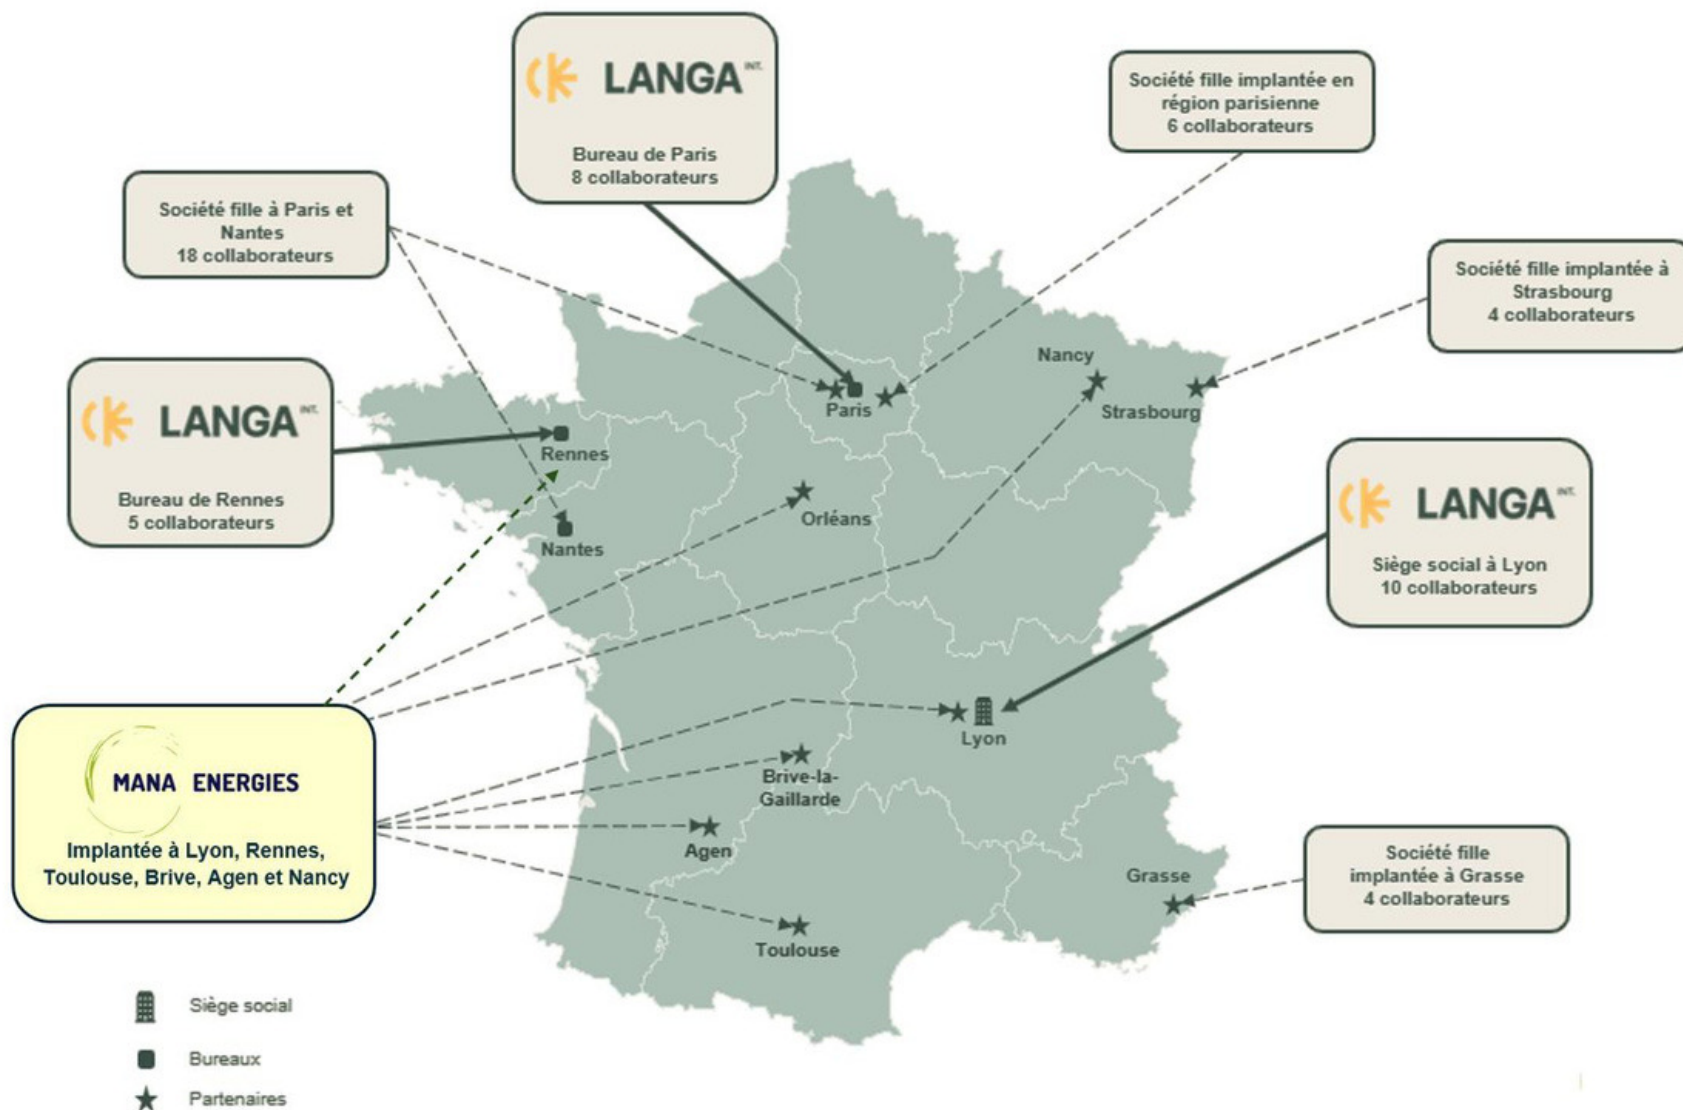 LANGA INT.
Bureau de Paris
8 collaborateurs
Société fille implantée en
région parisienne
6 collaborateurs
Société fille à Paris et
Nantes
18 collaborateurs
Société fille implantée à
Strasbourg
4 collaborateurs
LANGA INT.
Bureau de Rennes
5 collaborateurs
Nancy
Paris
Strasbourg
Rennes
Orléans
Nantes
LANGA INT.
Siège social à Lyon
10 collaborateurs
MANA ENERGIES
Implantée à Lyon, Rennes,
Toulouse, Brive, Agen et Nancy
Lyon
Brive-la-
Gaillarde
Agen
Grasse
Toulouse
Société fille
implantée à Grasse
4 collaborateurs
Siège social
Bureaux
Partenaires